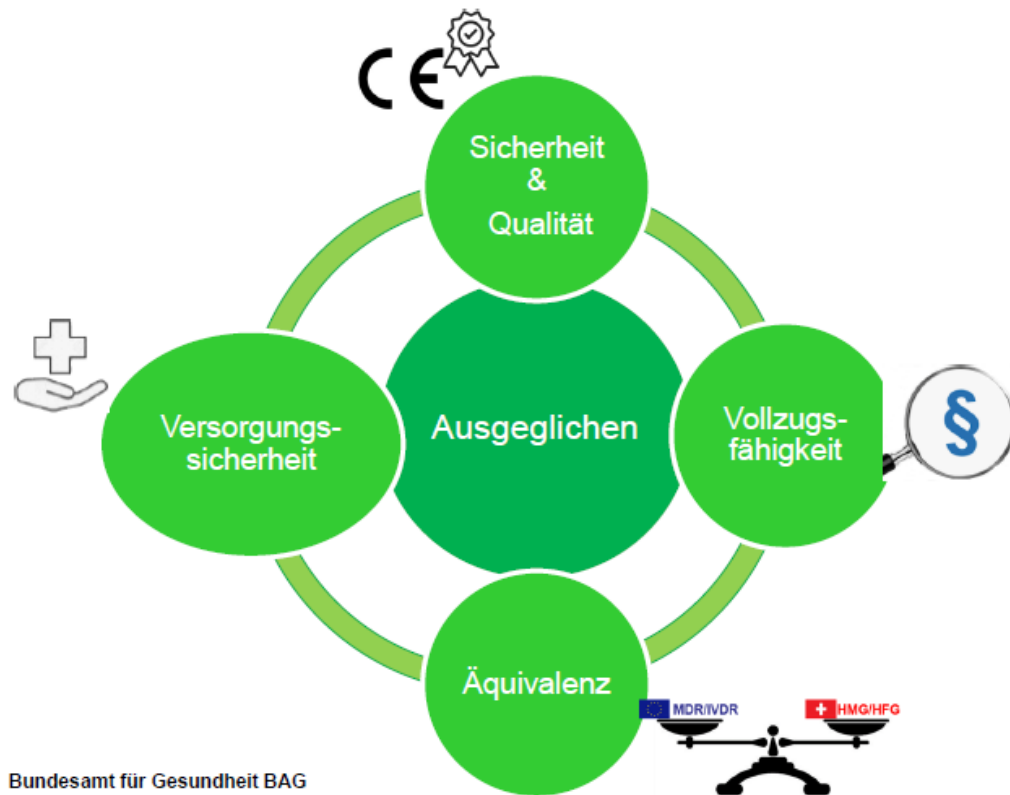 CE
Sicherheit
&
Qualität
Versorgungs-
sicherheit
Ausgeglichen
Vollzugs-
fähigkeit
§
Äquivalenz
MDR/IVDR
HMG/HFG
Bundesamt für Gesundheit BAG